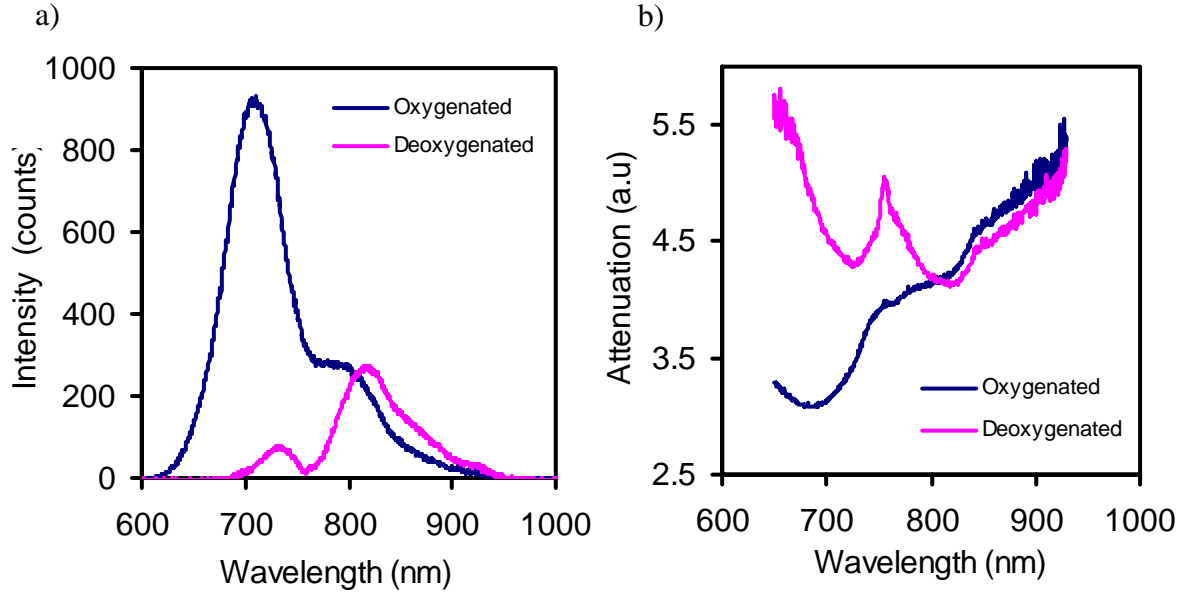 a)
1000
800
600
400
200
0
Intensity (counts)
600 700 800 900 1000
Wavelength (nm)
Oxygenated
Deoxygenated
b)
5.5
4.5
3.5
2.5
Attenuation (a.u)
600 700 800 900 1000
Wavelength (nm)
Oxygenated
Deoxygenated